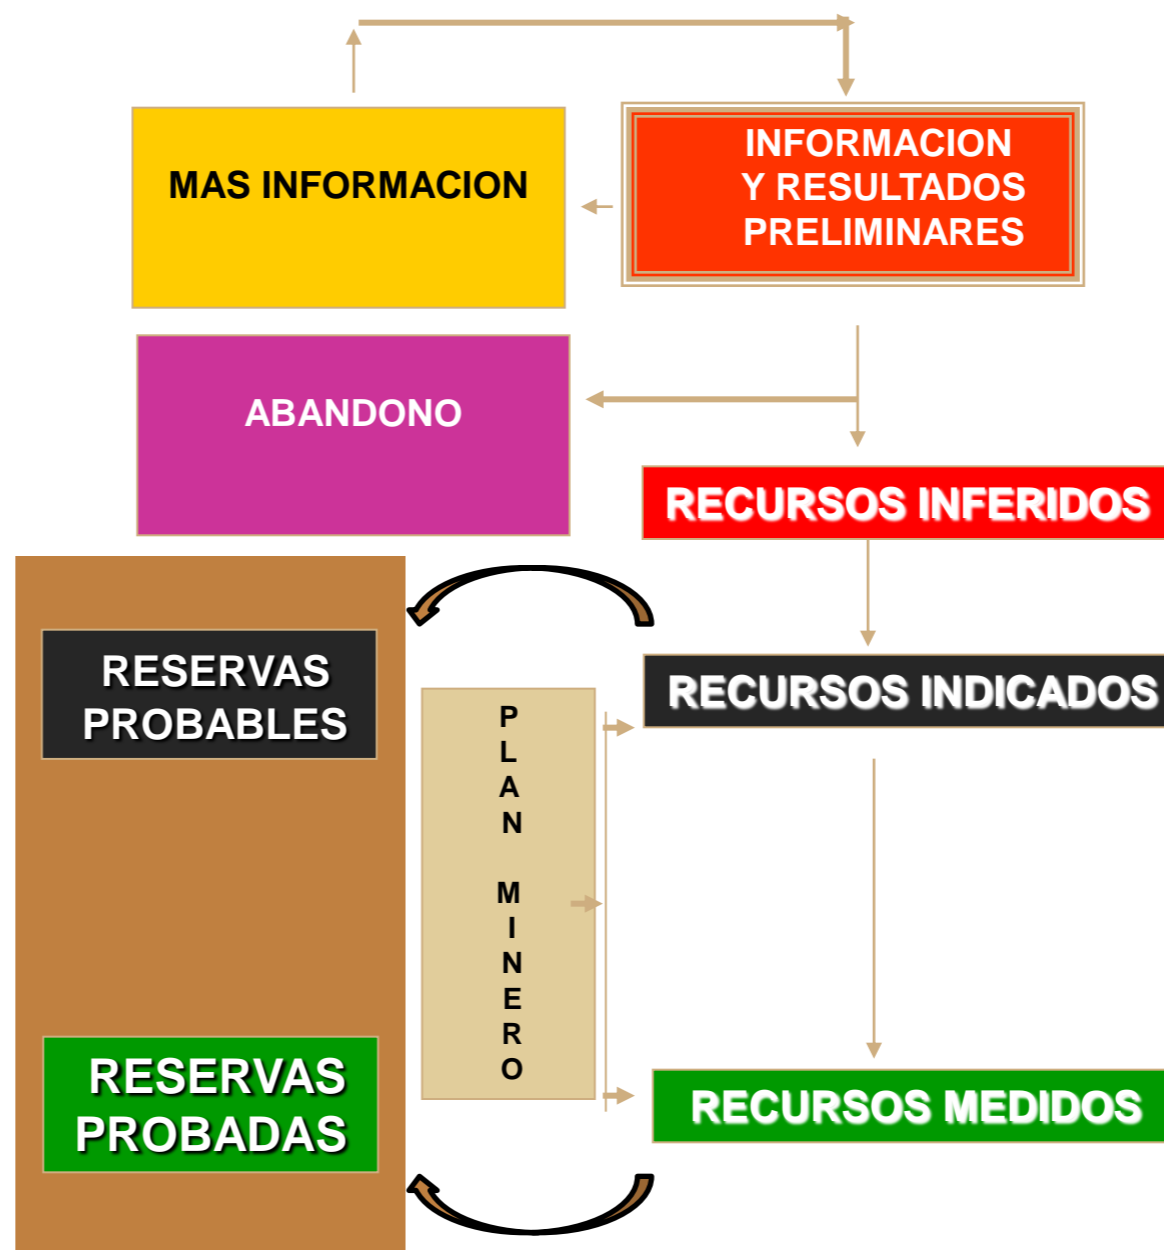 MAS INFORMACION
INFORMACION
Y RESULTADOS
PRELIMINARES
ABANDONO
RECURSOS INFERIDOS
RESERVAS
PROBABLES
RECURSOS INDICADOS
P
L
A
N
M
I
N
E
R
O
RESERVAS
PROBADAS
RECURSOS MEDIDOS